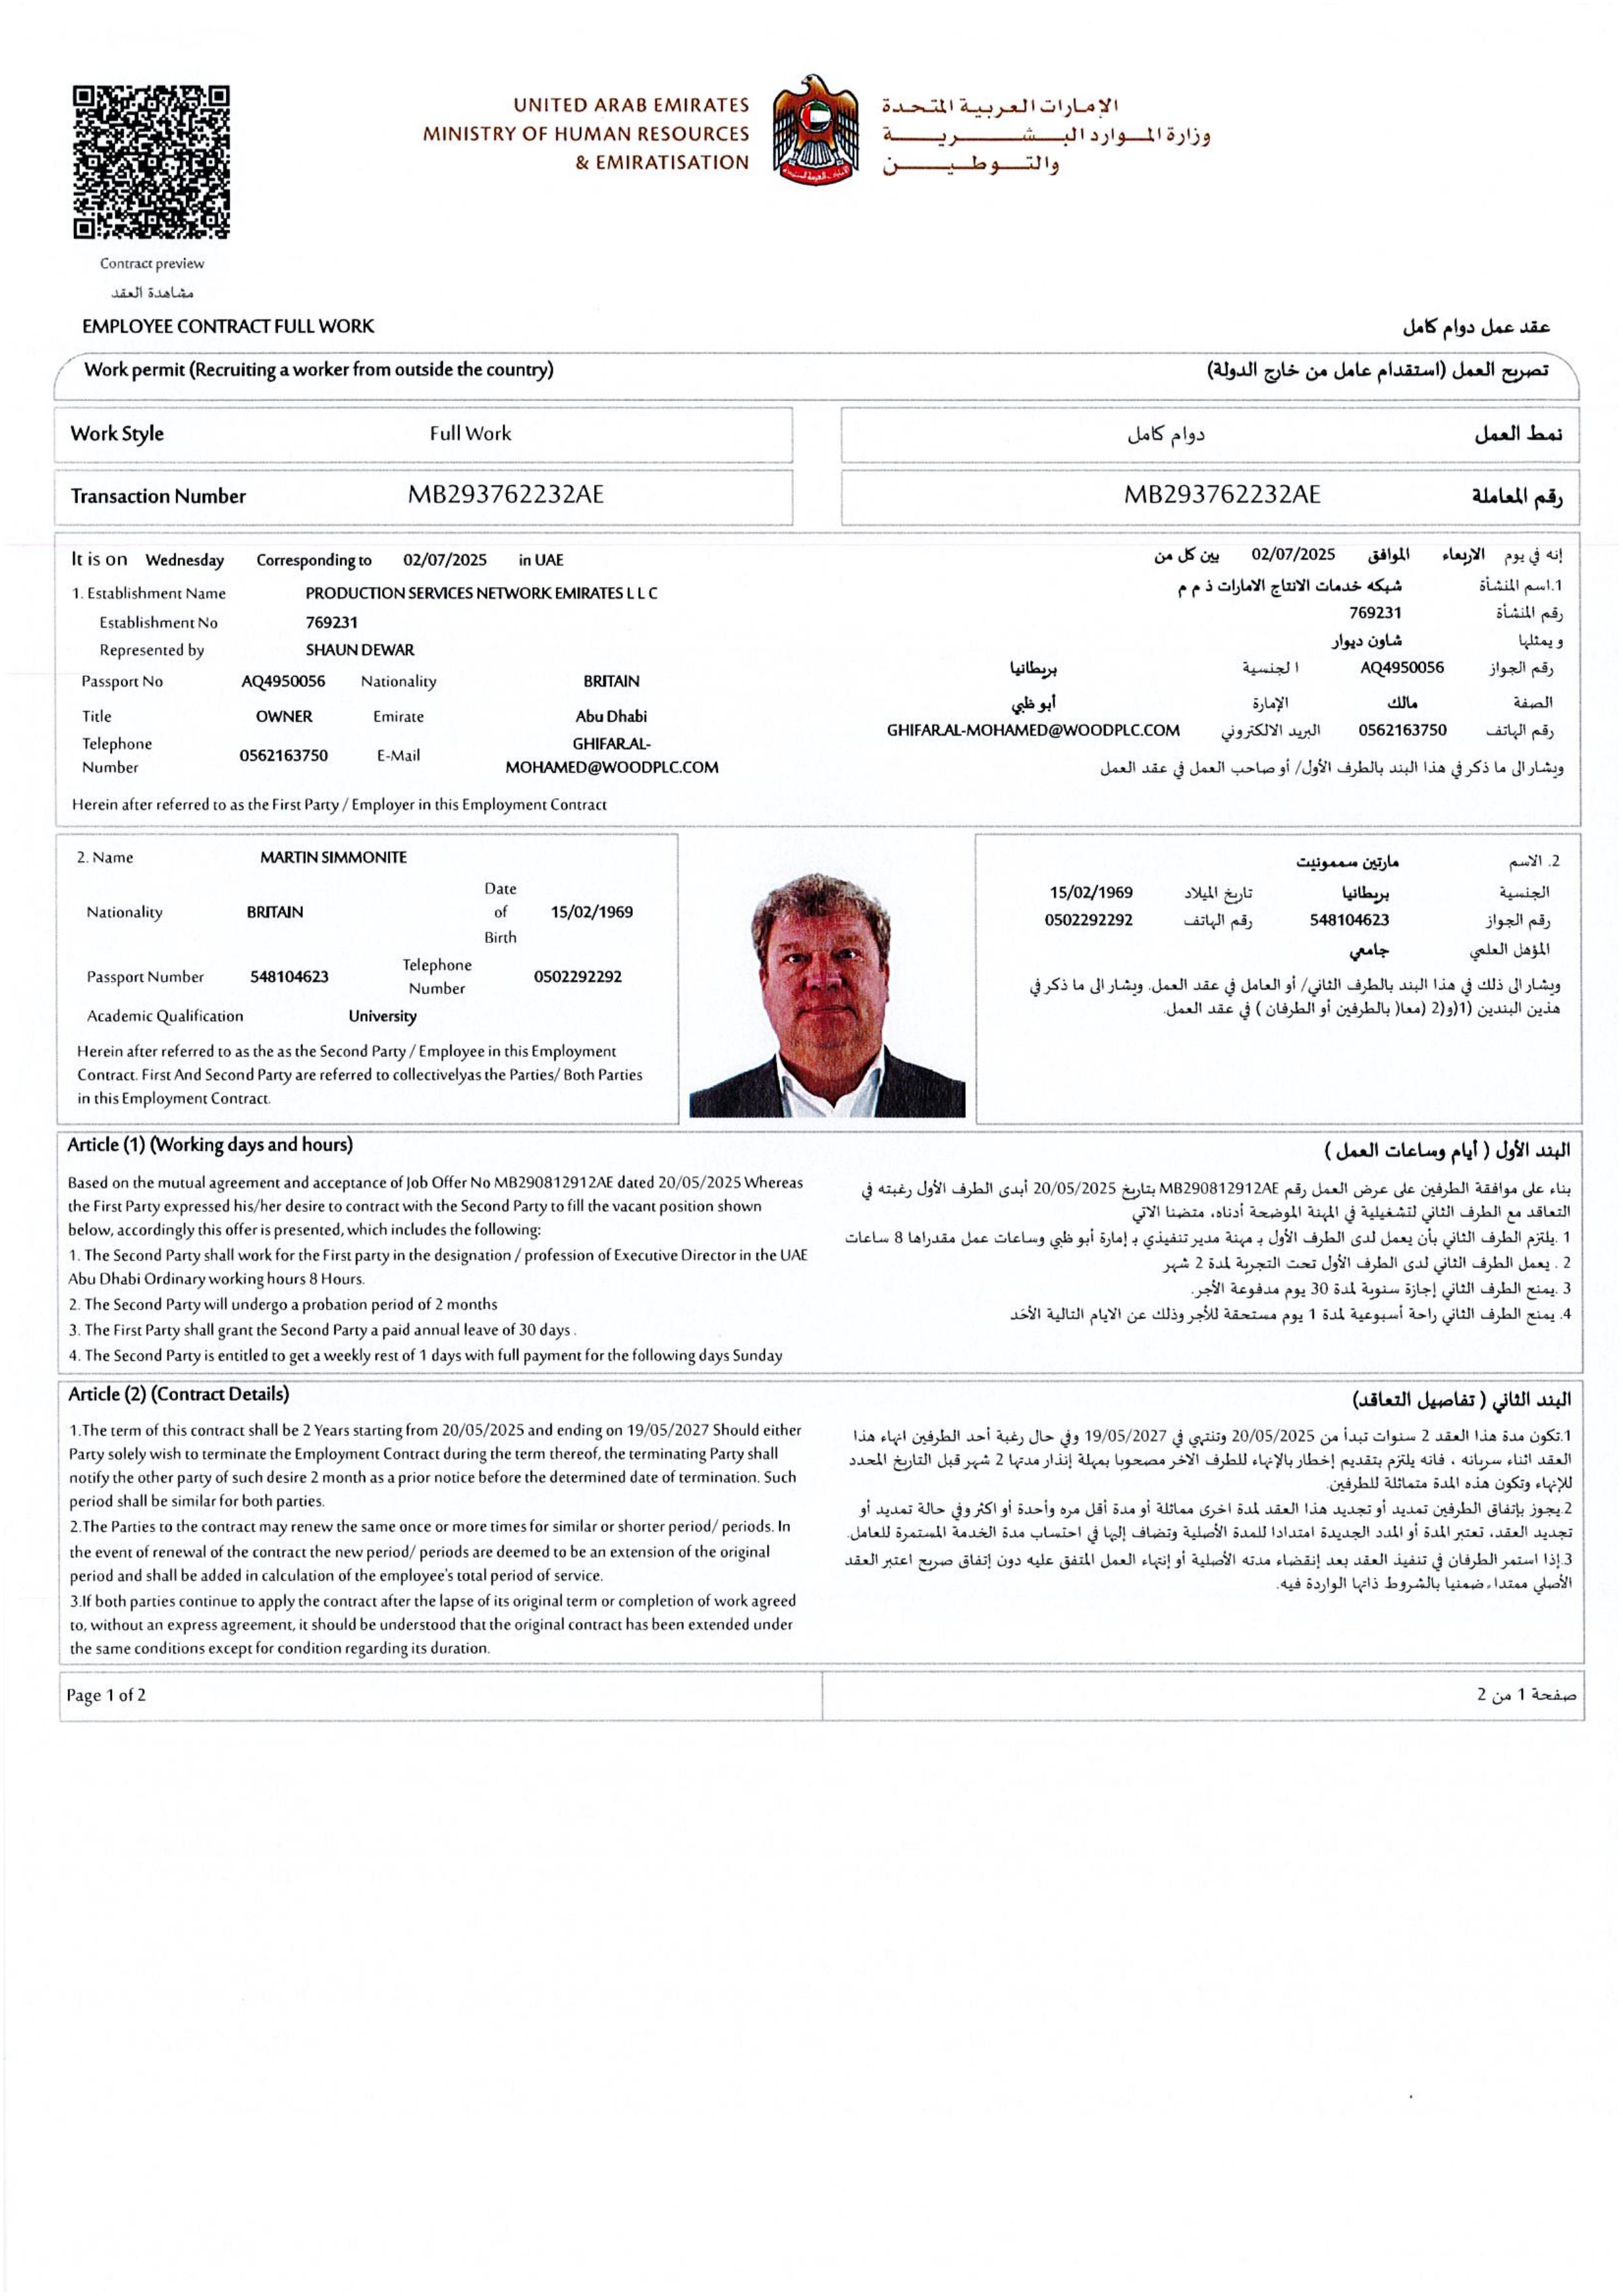 UNITED ARAB EMIRATES
MINISTRY OF HUMAN RESOURCES
& EMIRATISATION
الإمارات العربية المتحدة
وزارة الموارد البشرية
والتوطين
Contract preview
مشاهدة العقد
EMPLOYEE CONTRACT FULL WORK
عقد عمل دوام كامل
Work permit (Recruiting a worker from outside the country)
تصريح العمل (استقدام عامل من خارج الدولة)
Work Style Full Work
نمط العمل دوام كامل
Transaction Number MB293762232AE
رقم المعاملة MB293762232AE
It is on Wednesday Corresponding to 02/07/2025 in UAE
1. Establishment Name PRODUCTION SERVICES NETWORK EMIRATES L L C
Establishment No 769231
Represented by SHAUN DEWAR
Passport No AQ4950056 Nationality BRITAIN
Title OWNER Emirate Abu Dhabi
Telephone Number 0562163750 E-Mail GHIFAR.AL-
MOHAMED@WOODPLC.COM
Herein after referred to as the First Party / Employer in this Employment Contract
إنه في يوم الاربعاء الموافق 02/07/2025 بين كل من
1.اسم المنشأة شبكه خدمات الانتاج الامارات ذ م م
رقم المنشأة 769231
و يمثلها شاون ديوار
رقم الجواز AQ4950056 الجنسية بريطانيا
الصفة مالك الإمارة أبو ظبي
رقم الهاتف 0562163750 البريد الالكتروني GHIFAR.AL-MOHAMED@WOODPLC.COM
ويشار الى ما ذكر في هذا البند بالطرف الأول/ أو صاحب العمل في عقد العمل
2. Name MARTIN SIMMONITE
Nationality BRITAIN Date of Birth 15/02/1969
Passport Number 548104623 Telephone Number 0502292292
Academic Qualification University
Herein after referred to as the as the Second Party / Employee in this Employment
Contract. First And Second Party are referred to collectivelyas the Parties/ Both Parties
in this Employment Contract.
2. الاسم مارتين سممونيت
الجنسية بريطانيا تاريخ الميلاد 15/02/1969
رقم الجواز 548104623 رقم الهاتف 0502292292
المؤهل العلمي جامعي
ويشار الى ذلك في هذا البند بالطرف الثاني/ أو العامل في عقد العمل. ويشار الى ما ذكر في
هذين البندين (1)و(2 (معا( بالطرفين أو الطرفان ) في عقد العمل.
Article (1) (Working days and hours)
Based on the mutual agreement and acceptance of Job Offer No MB290812912AE dated 20/05/2025 Whereas
the First Party expressed his/her desire to contract with the Second Party to fill the vacant position shown
below, accordingly this offer is presented, which includes the following:
1. The Second Party shall work for the First party in the designation / profession of Executive Director in the UAE
Abu Dhabi Ordinary working hours 8 Hours.
2. The Second Party will undergo a probation period of 2 months
3. The First Party shall grant the Second Party a paid annual leave of 30 days .
4. The Second Party is entitled to get a weekly rest of 1 days with full payment for the following days Sunday
البند الأول ( أيام وساعات العمل )
بناء على موافقة الطرفين على عرض العمل رقم MB290812912AE بتاريخ 20/05/2025 أبدى الطرف الأول رغبته في
التعاقد مع الطرف الثاني لتشغيلية في المهنة الموضحة أدناه، متضمنا الاتي
1 .يلتزم الطرف الثاني بأن يعمل لدى الطرف الأول بـ مهنة مدير تنفيذي بـ إمارة أبو ظبي وساعات عمل مقدراها 8 ساعات
2 . يعمل الطرف الثاني لدى الطرف الأول تحت التجربة لمدة 2 شهر
3 .يمنح الطرف الثاني إجازة سنوية لمدة 30 يوم مدفوعة الأجر.
4. يمنح الطرف الثاني راحة أسبوعية لمدة 1 يوم مستحقة للأجر وذلك عن الايام التالية الأحد
Article (2) (Contract Details)
1.The term of this contract shall be 2 Years starting from 20/05/2025 and ending on 19/05/2027 Should either
Party solely wish to terminate the Employment Contract during the term thereof, the terminating Party shall
notify the other party of such desire 2 month as a prior notice before the determined date of termination. Such
period shall be similar for both parties.
2.The Parties to the contract may renew the same once or more times for similar or shorter period/ periods. In
the event of renewal of the contract the new period/ periods are deemed to be an extension of the original
period and shall be added in calculation of the employee's total period of service.
3.If both parties continue to apply the contract after the lapse of its original term or completion of work agreed
to, without an express agreement, it should be understood that the original contract has been extended under
the same conditions except for condition regarding its duration.
البند الثاني ( تفاصيل التعاقد)
1.تكون مدة هذا العقد 2 سنوات تبدأ من 20/05/2025 وتنتهي في 19/05/2027 وفي حال رغبة أحد الطرفين انهاء هذا
العقد اثناء سريانه ، فانه يلتزم بتقديم إخطار بالإنهاء للطرف الاخر مصحوبا بمهلة إنذار مدتها 2 شهر قبل التاريخ المحدد
للإنهاء وتكون هذه المدة متماثلة للطرفين.
2.يجوز بإتفاق الطرفين تمديد أو تجديد هذا العقد لمدة اخرى مماثلة أو مدة أقل مره وأحدة أو اكثر وفي حالة تمديد أو
تجديد العقد، تعتبر المدة أو المدد الجديدة امتدادا للمدة الأصلية وتضاف إليها في احتساب مدة الخدمة المستمرة للعامل.
3.إذا استمر الطرفان في تنفيذ العقد بعد إنقضاء مدته الأصلية أو إنتهاء العمل المتفق عليه دون إتفاق صريح اعتبر العقد
الأصلي ممتداء ضمنيا بالشروط ذاتها الواردة فيه.
Page 1 of 2
صفحة 1 من 2